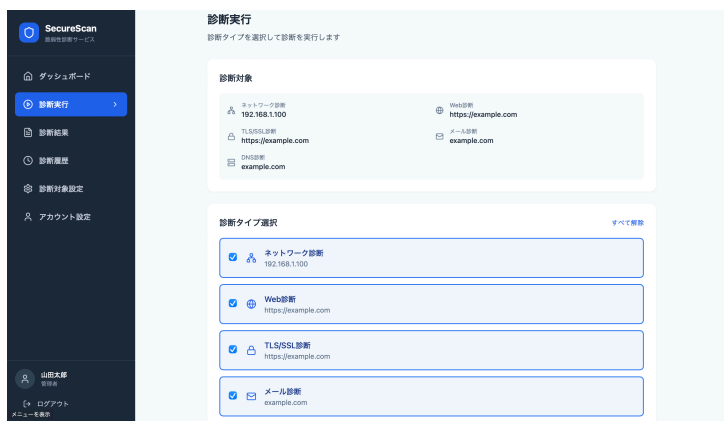 SecureScan
脆弱性診断サービス
ダッシュボード
診断実行
診断結果
診断履歴
診断対象設定
アカウント設定
山田太郎
管理者
ログアウト
メニューを表示
診断実行
診断タイプを選択して診断を実行します
診断対象
ネットワーク診断
192.168.1.100
Web診断
https://example.com
TLS/SSL診断
https://example.com
メール診断
example.com
DNS診断
example.com
診断タイプ選択
すべて解除
ネットワーク診断
192.168.1.100
Web診断
https://example.com
TLS/SSL診断
https://example.com
メール診断
example.com